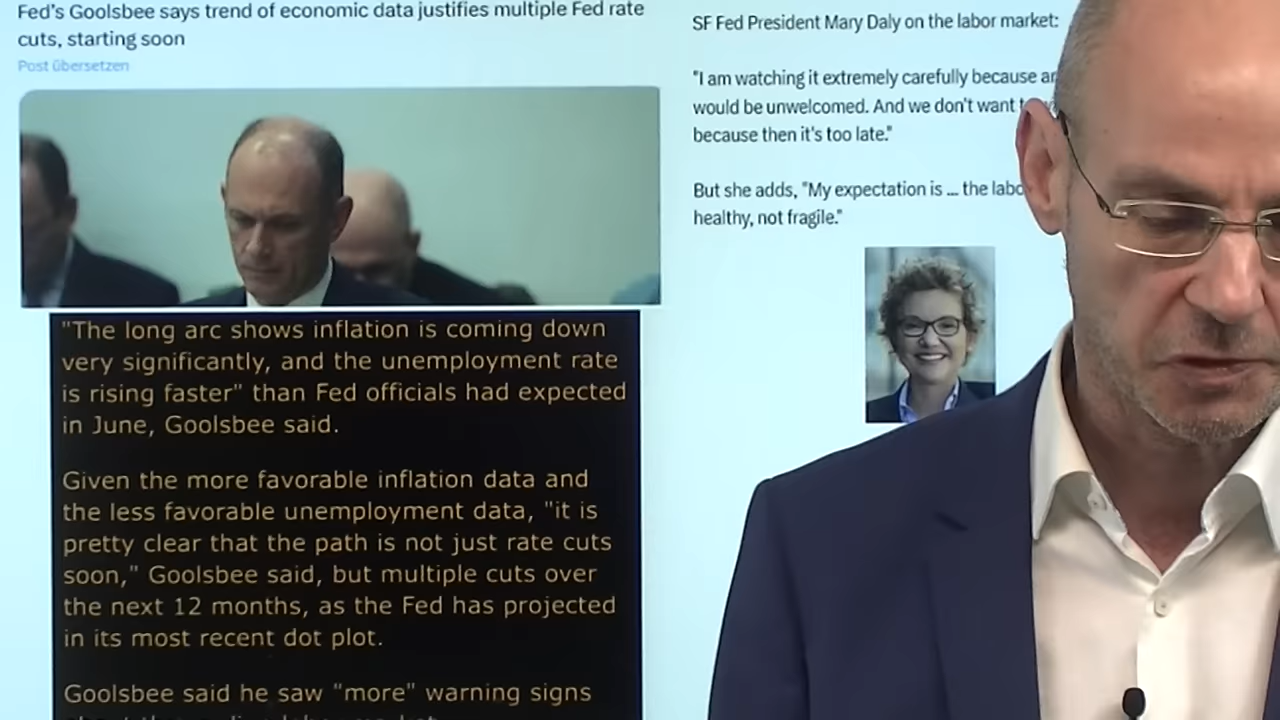 Fed's Goolsbee says trend of economic data justifies multiple Fed rate
cuts, starting soon
Post übersetzen
"The long arc shows inflation is coming down
very significantly, and the unemployment rate
is rising faster" than Fed officials had expected
in June, Goolsbee said.
Given the more favorable inflation data and
the less favorable unemployment data, "it is
pretty clear that the path is not just rate cuts
soon," Goolsbee said, but multiple cuts over
the next 12 months, as the Fed has projected
in its most recent dot plot.
Goolsbee said he saw "more" warning signs
SF Fed President Mary Daly on the labor market:
"I am watching it extremely carefully because
would be unwelcomed. And we don't want
because then it's too late."
But she adds, "My expectation is ... the
healthy, not fragile."